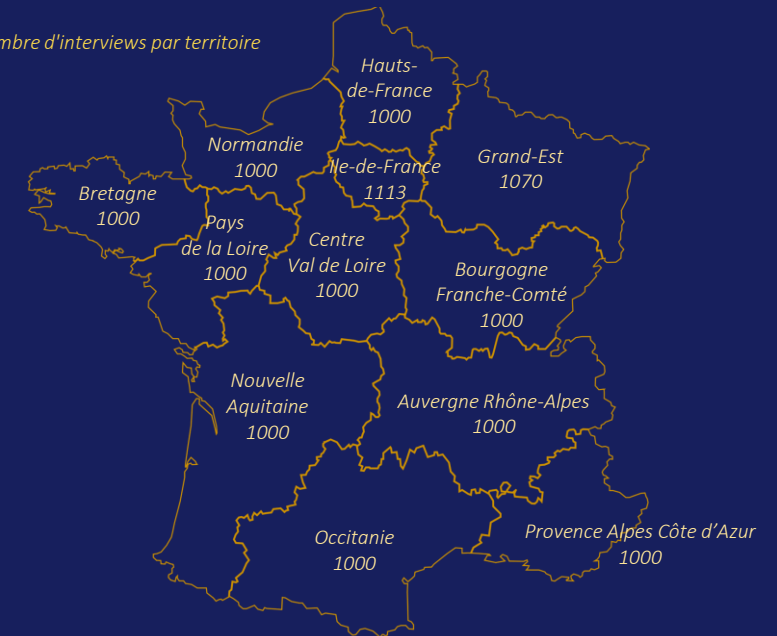 mbre d'interviews par territoire
Hauts-
de-France
1000
Normandie
1000
Ile-de-France
1113
Grand-Est
1070
Bretagne
1000
Pays
de la Loire
1000
Centre
Val de Loire
1000
Bourgogne
Franche-Comté
1000
Nouvelle
Aquitaine
1000
Auvergne Rhône-Alpes
1000
Occitanie
1000
Provence Alpes Côte d’Azur
1000